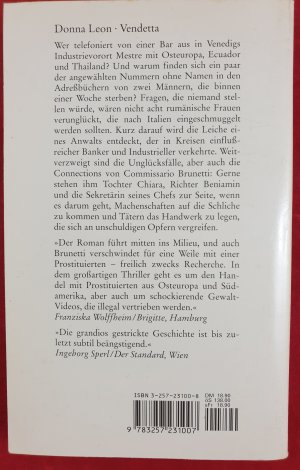 Donna Leon · Vendetta
Wer telefoniert von einer Bar aus in Venedigs
Industrievorort Mestre mit Osteuropa, Ecuador
und Thailand? Und warum finden sich ein paar
der angewählten Nummern ohne Namen in den
Adreßbüchern von zwei Männern, die binnen
einer Woche sterben? Fragen, die niemand stel-
len würde, wären nicht acht rumänische Frauen
verunglückt, die nach Italien eingeschmuggelt
werden sollten. Kurz darauf wird die Leiche ei-
nes Anwalts entdeckt, der in Kreisen einfluß-
reicher Banker und Industrieller verkehrte. Weit-
verzweigt sind die Unglücksfälle, aber auch die
Connections von Commissario Brunetti: Gerne
stehen ihm Tochter Chiara, Richter Beniamin
und die Sekretärin seines Chefs zur Seite, wenn
es darum geht, Machenschaften auf die Schliche
zu kommen und Tätern das Handwerk zu legen,
die sich an unschuldigen Opfern vergreifen.
»Der Roman führt mitten ins Milieu, und auch
Brunetti verschwindet für eine Weile mit einer
Prostituierten – freilich zwecks Recherche. In
dem großartigen Thriller geht es um den Han-
del mit Prostituierten aus Osteuropa und Süd-
amerika, aber auch um schockierende Gewalt-
Videos, die illegal vertrieben werden.«
Franziska Wolffheim/Brigitte, Hamburg
»Die grandios gestrickte Geschichte ist bis zu-
letzt subtil beängstigend.«
Ingeborg Sperl/Der Standard, Wien
ISBN 3-257-23100-8
DM 18.90
öS 138.00
sFr 18.90
9 783257 231007